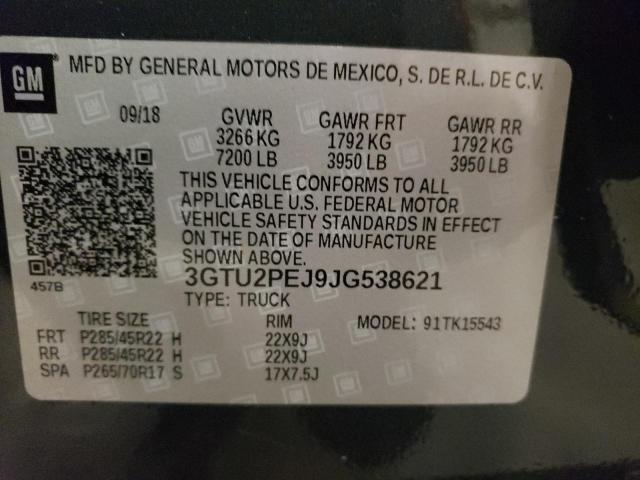 GM
MFD BY GENERAL MOTORS DE MEXICO, S. DE R.L. DE C.V.
09/18 GVWR GAWR FRT GAWR RR
3266 KG 1792 KG 1792 KG
7200 LB 3950 LB 3950 LB
THIS VEHICLE CONFORMS TO ALL
APPLICABLE U.S. FEDERAL MOTOR
VEHICLE SAFETY STANDARDS IN EFFECT
ON THE DATE OF MANUFACTURE
SHOWN ABOVE.
457B
3GTU2PEJ9JG538621
TYPE: TRUCK
TIRE SIZE RIM MODEL: 91TK15543
FRT P285/45R22 H 22X9J
RR P285/45R22 H 22X9J
SPA P265/70R17 S 17X7.5J